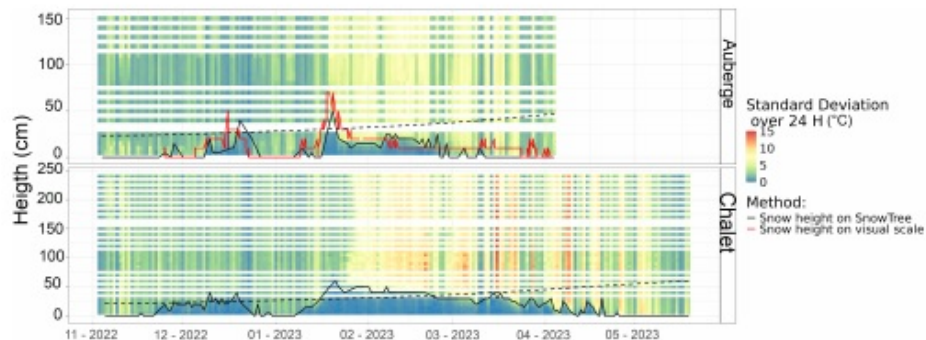 150
100
50
0
Auberge
250
200
150
100
50
0
Chalet
Heigth (cm)
11 - 2022
12 - 2022
01 - 2023
02 - 2023
03 - 2023
04 - 2023
05 - 2023
Standard Deviation
over 24 H (°C)
15
10
5
0
Method:
Snow height on SnowTree
Snow height on visual scale